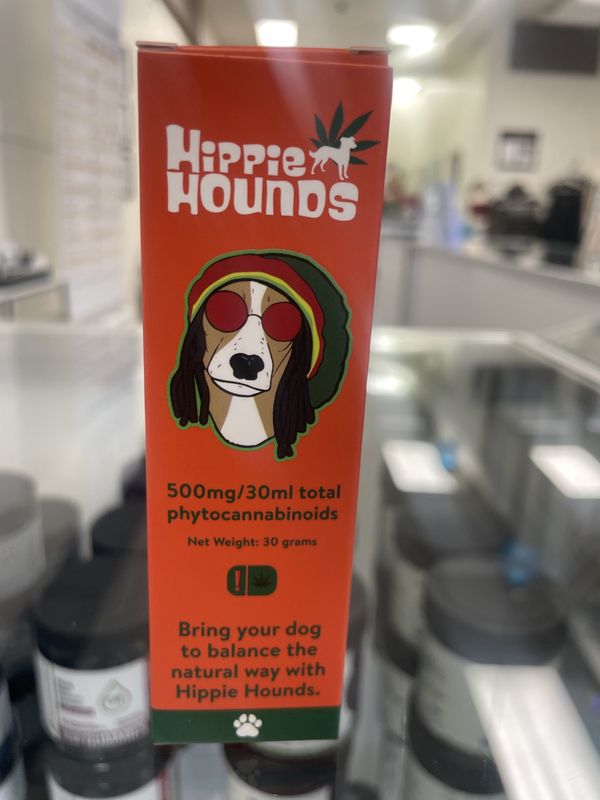 Hippie
Hounds
500mg/30ml total
phytocannabinoids
Net Weight: 30 grams
!
Bring your dog
to balance the
natural way with
Hippie Hounds.